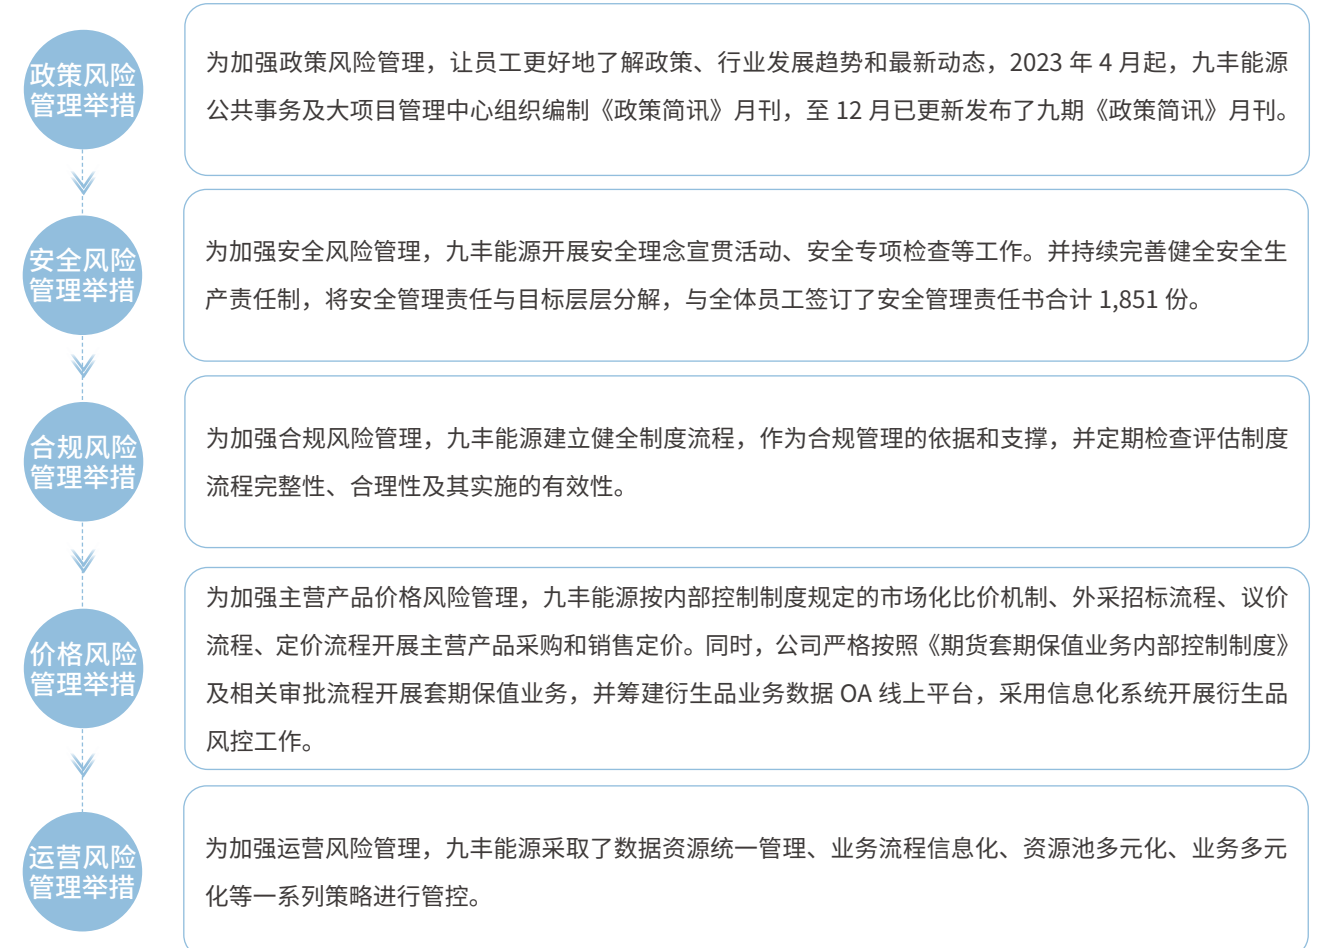 政策风险
管理举措
为加强政策风险管理，让员工更好地了解政策、行业发展趋势和最新动态，2023 年 4 月起，九丰能源
公共事务及大项目管理中心组织编制《政策简讯》月刊，至 12 月已更新发布了九期《政策简讯》月刊。
安全风险
管理举措
为加强安全风险管理，九丰能源开展安全理念宣贯活动、安全专项检查等工作。并持续完善健全安全生
产责任制，将安全管理责任与目标层层分解，与全体员工签订了安全管理责任书合计 1,851 份。
合规风险
管理举措
为加强合规风险管理，九丰能源建立健全制度流程，作为合规管理的依据和支撑，并定期检查评估制度
流程完整性、合理性及其实施的有效性。
价格风险
管理举措
为加强主营产品价格风险管理，九丰能源按内部控制制度规定的市场化比价机制、外采招标流程、议价
流程、定价流程开展主营产品采购和销售定价。同时，公司严格按照《期货套期保值业务内部控制制度》
及相关审批流程开展套期保值业务，并筹建衍生品业务数据 OA 线上平台，采用信息化系统开展衍生品
风控工作。
运营风险
管理举措
为加强运营风险管理，九丰能源采取了数据资源统一管理、业务流程信息化、资源池多元化、业务多元
化等一系列策略进行管控。